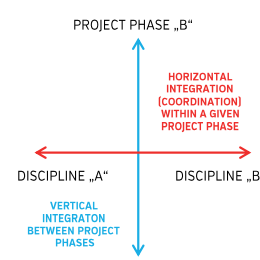 PROJECT PHASE „B“
HORIZONTAL
INTEGRATION
(COORDINATION)
WITHIN A GIVEN
PROJECT PHASE
DISCIPLINE „A“
DISCIPLINE „B
VERTICAL
INTEGRATON
BETWEEN PROJECT
PHASES